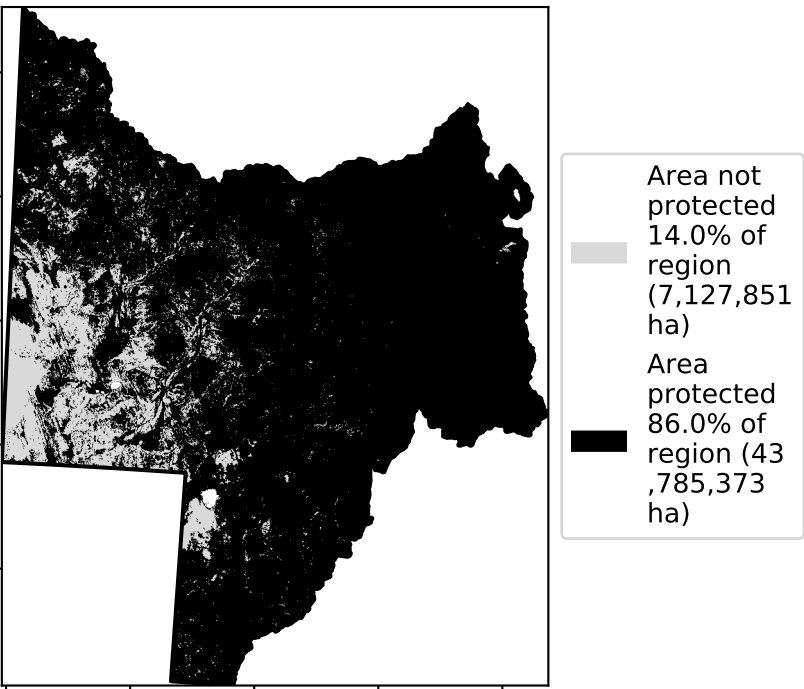 Area not
protected
14.0% of
region
(7,127,851
ha)
Area
protected
86.0% of
region (43
,785,373
ha)